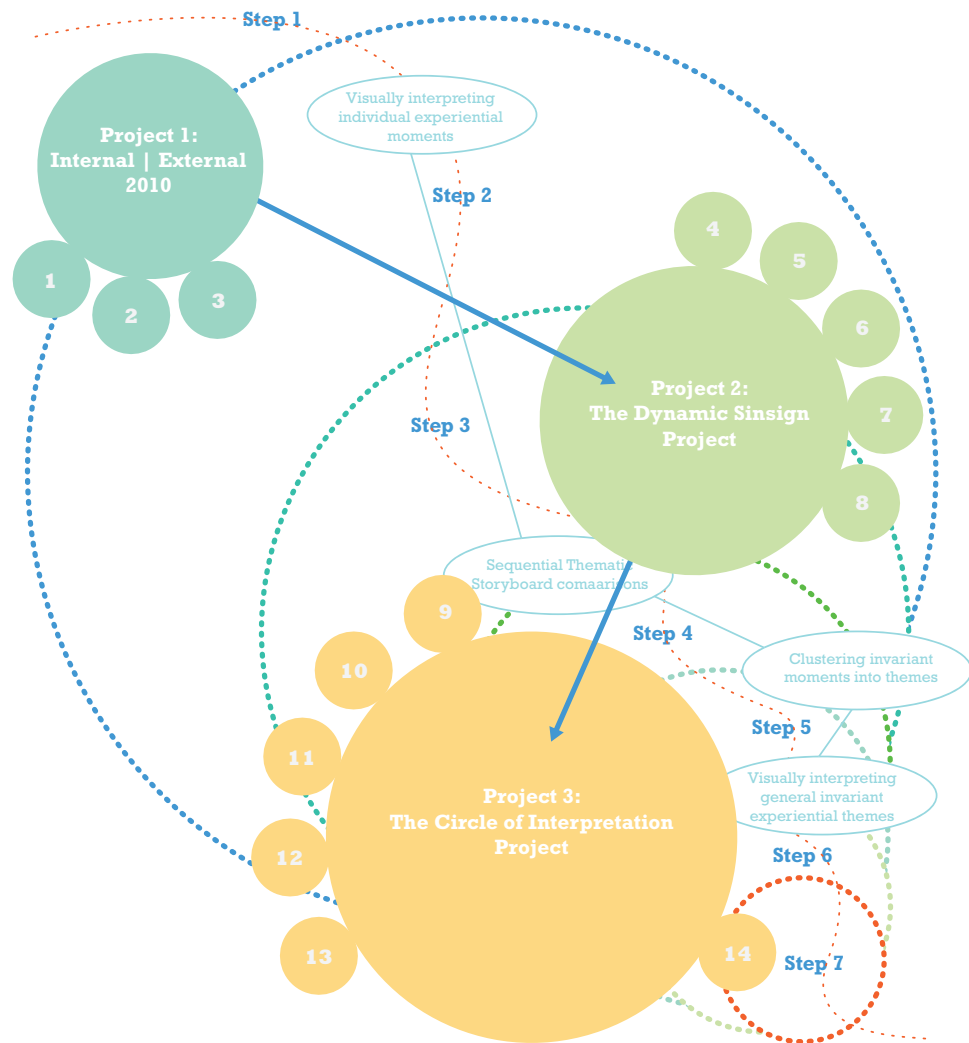 Step 1
Visually interpreting
individual experiential
moments
Project 1:
Internal | External
2010
Step 2
4
5
1
2
3
6
Project 2:
The Dynamic Sinsign
Project
7
Step 3
8
Sequential Thematic
Storyboard comaarisons
9
Step 4
10
Clustering invariant
moments into themes
11
Step 5
Visually interpreting
general invariant
experiential themes
Project 3:
The Circle of Interpretation
Project
12
Step 6
13
14
Step 7